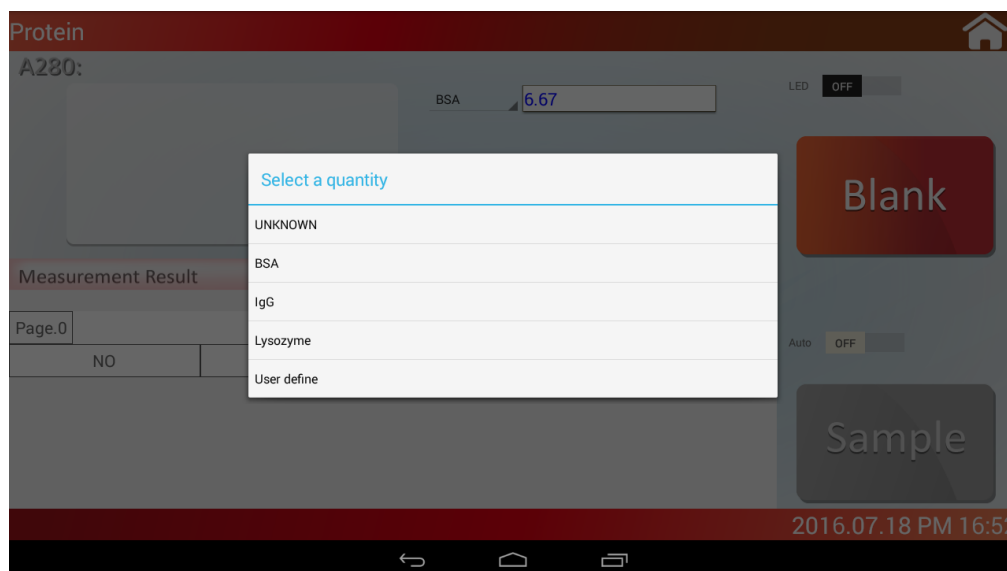 Protein
A280:
BSA
6.67
LED
OFF
Select a quantity
UNKNOWN
BSA
IgG
Lysozyme
User define
Blank
Measurement Result
Page.0
NO
Auto
OFF
Sample
2016.07.18 PM 16:5